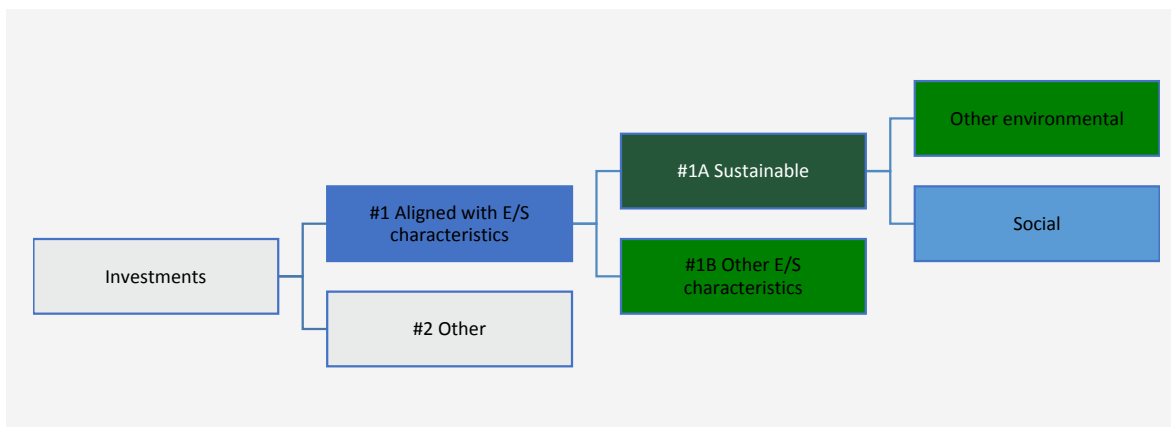 Investments
#1 Aligned with E/S
characteristics
#2 Other
#1A Sustainable
#1B Other E/S
characteristics
Other environmental
Social